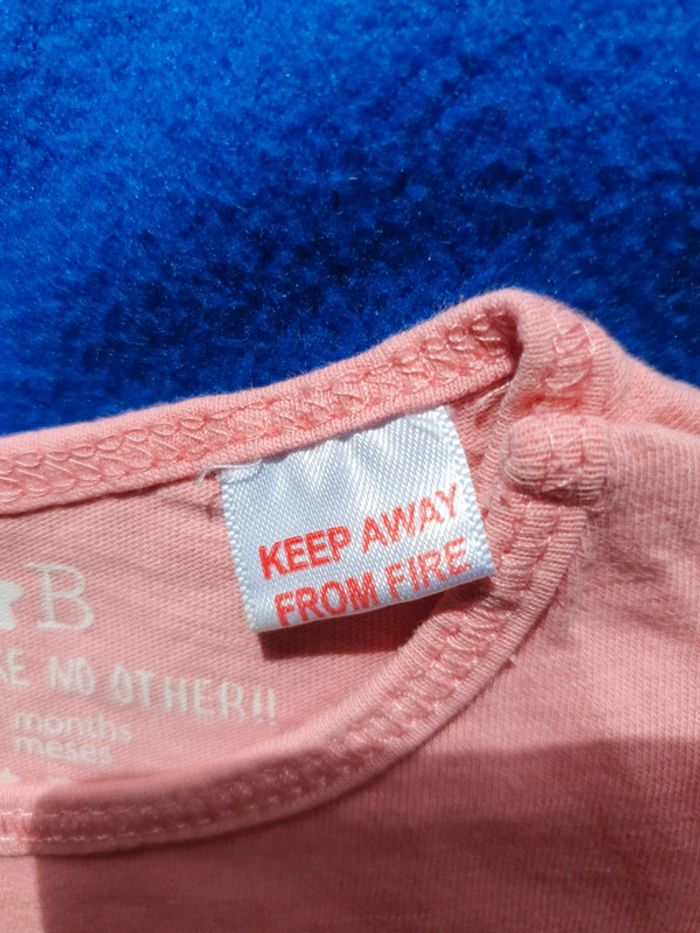 KEEP AWAY
FROM FIRE
B
NO OTHER!!
months
meses